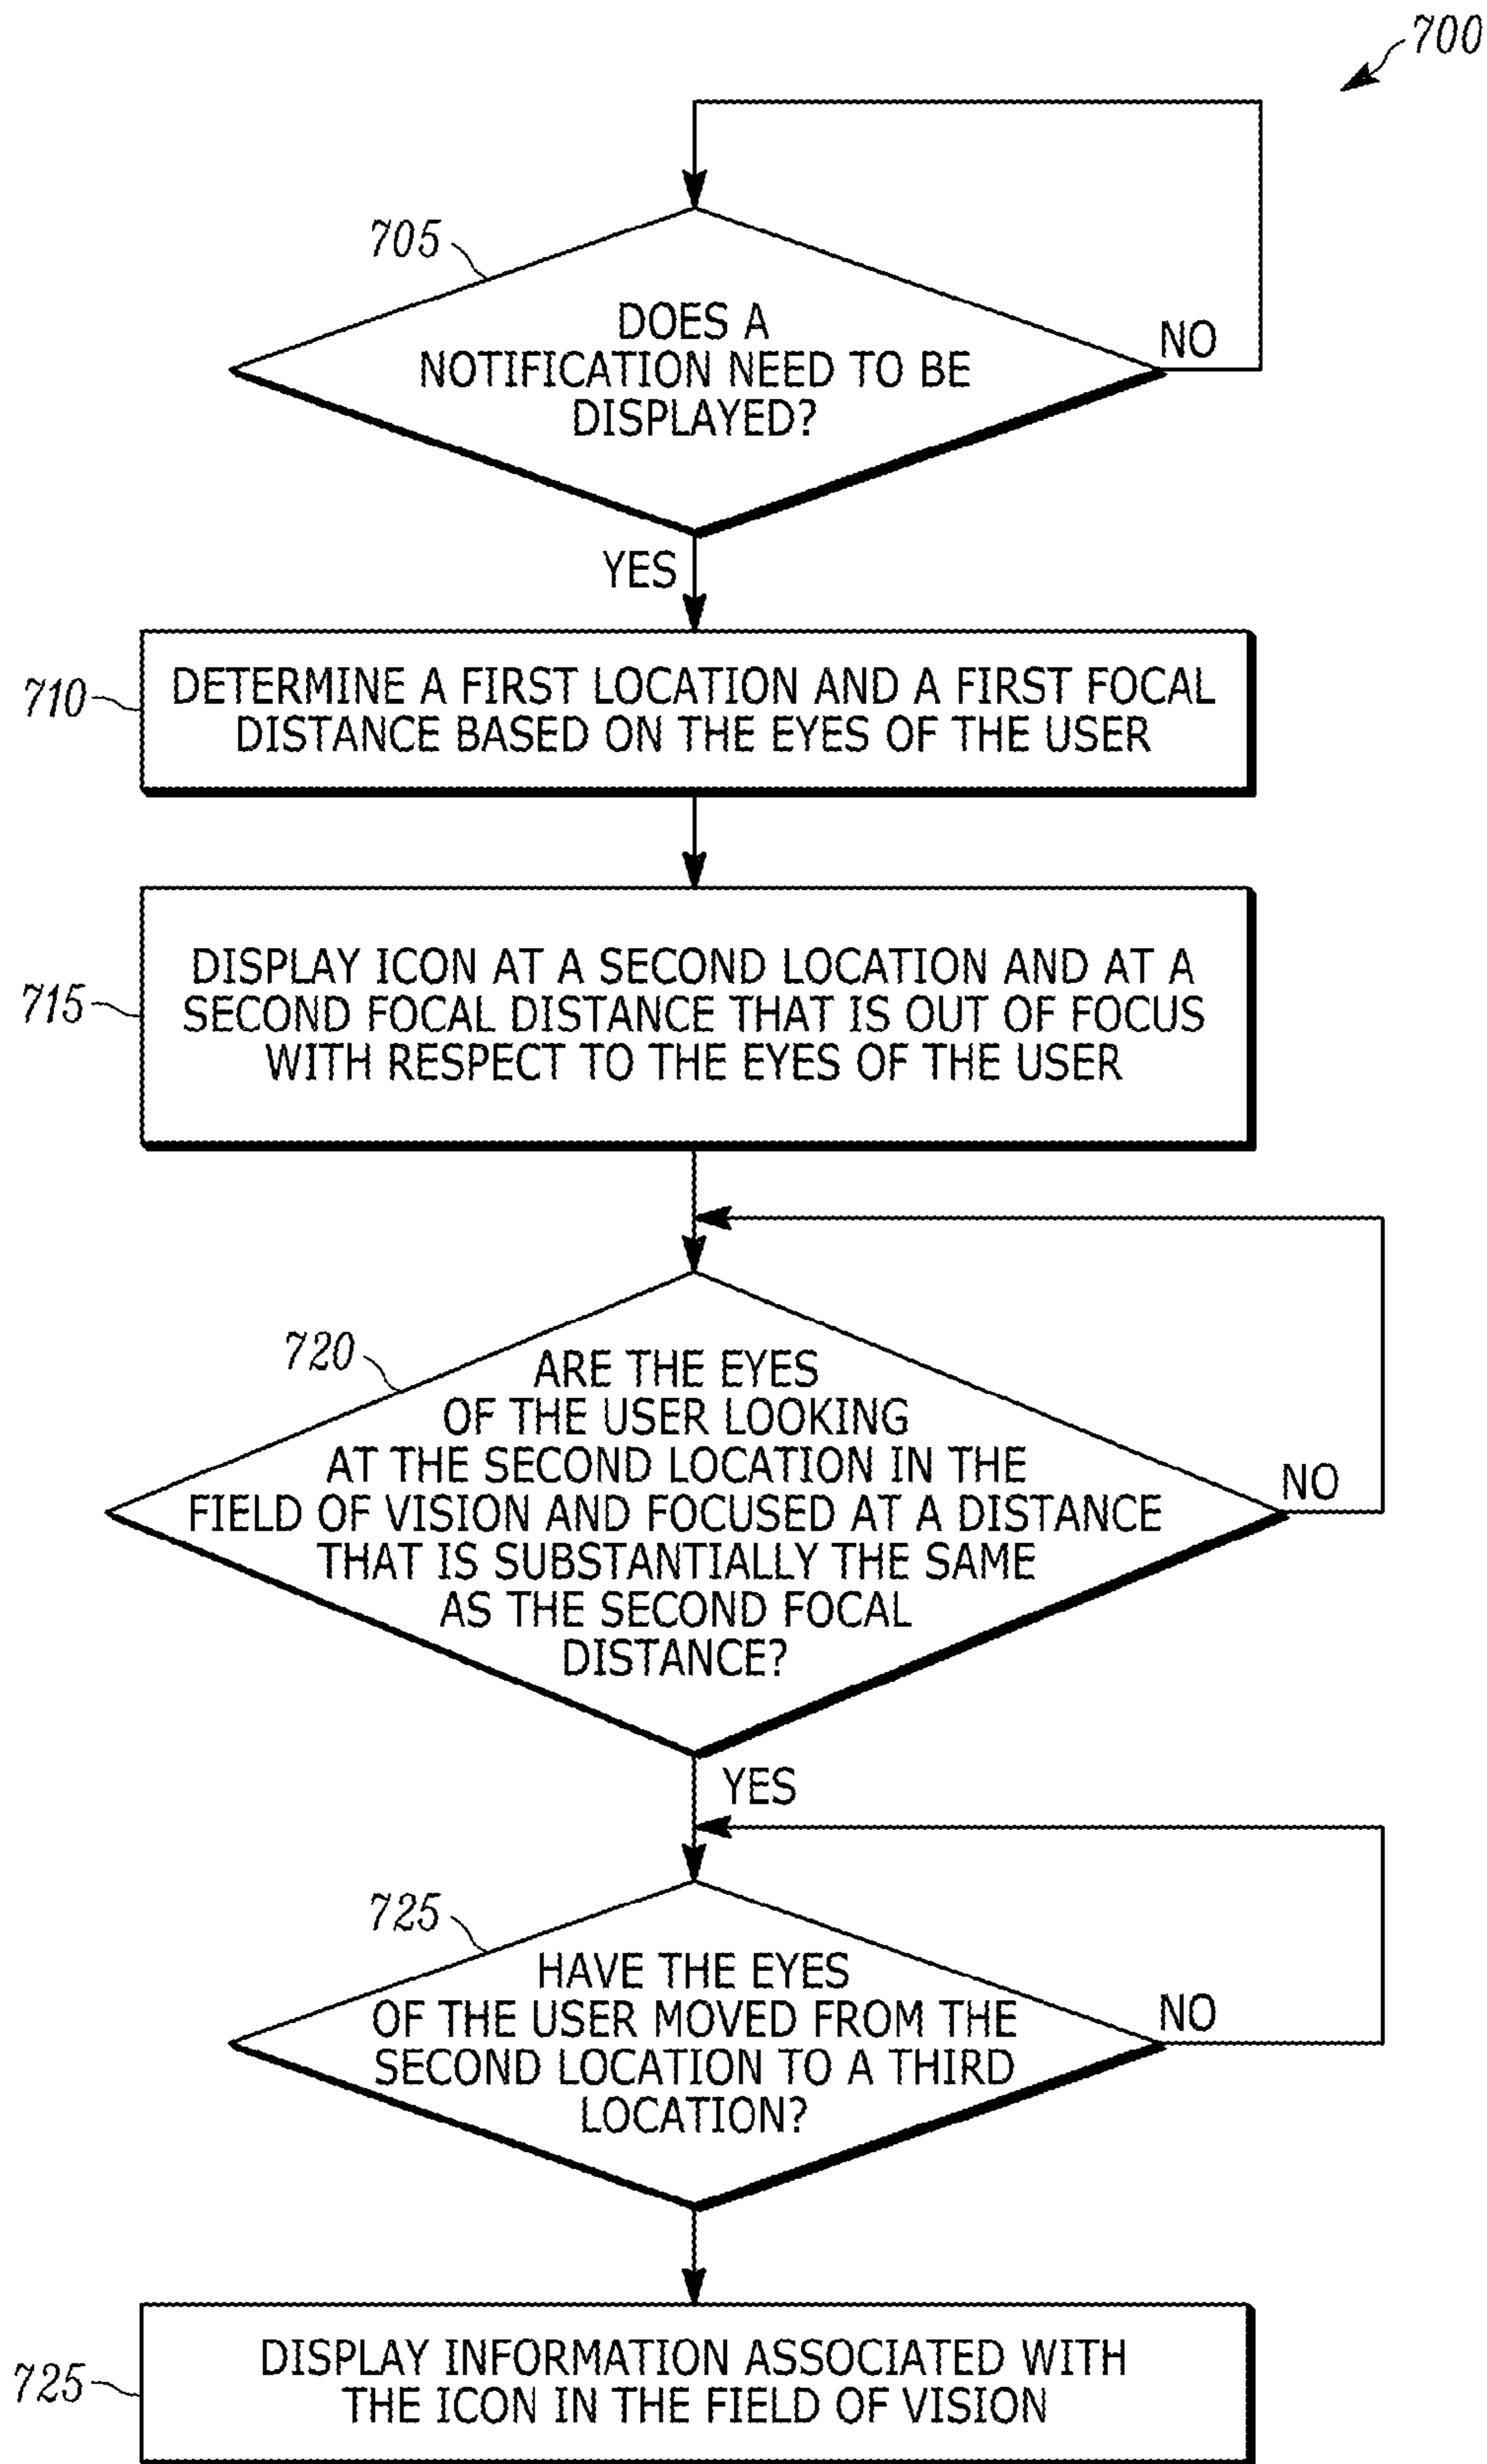 700
705
DOES A
NOTIFICATION NEED TO BE
DISPLAYED?
NO
YES
710
DETERMINE A FIRST LOCATION AND A FIRST FOCAL
DISTANCE BASED ON THE EYES OF THE USER
715
DISPLAY ICON AT A SECOND LOCATION AND AT A
SECOND FOCAL DISTANCE THAT IS OUT OF FOCUS
WITH RESPECT TO THE EYES OF THE USER
720
ARE THE EYES
OF THE USER LOOKING
AT THE SECOND LOCATION IN THE
FIELD OF VISION AND FOCUSED AT A DISTANCE
THAT IS SUBSTANTIALLY THE SAME
AS THE SECOND FOCAL
DISTANCE?
NO
YES
725
HAVE THE EYES
OF THE USER MOVED FROM THE
SECOND LOCATION TO A THIRD
LOCATION?
NO
725
DISPLAY INFORMATION ASSOCIATED WITH
THE ICON IN THE FIELD OF VISION